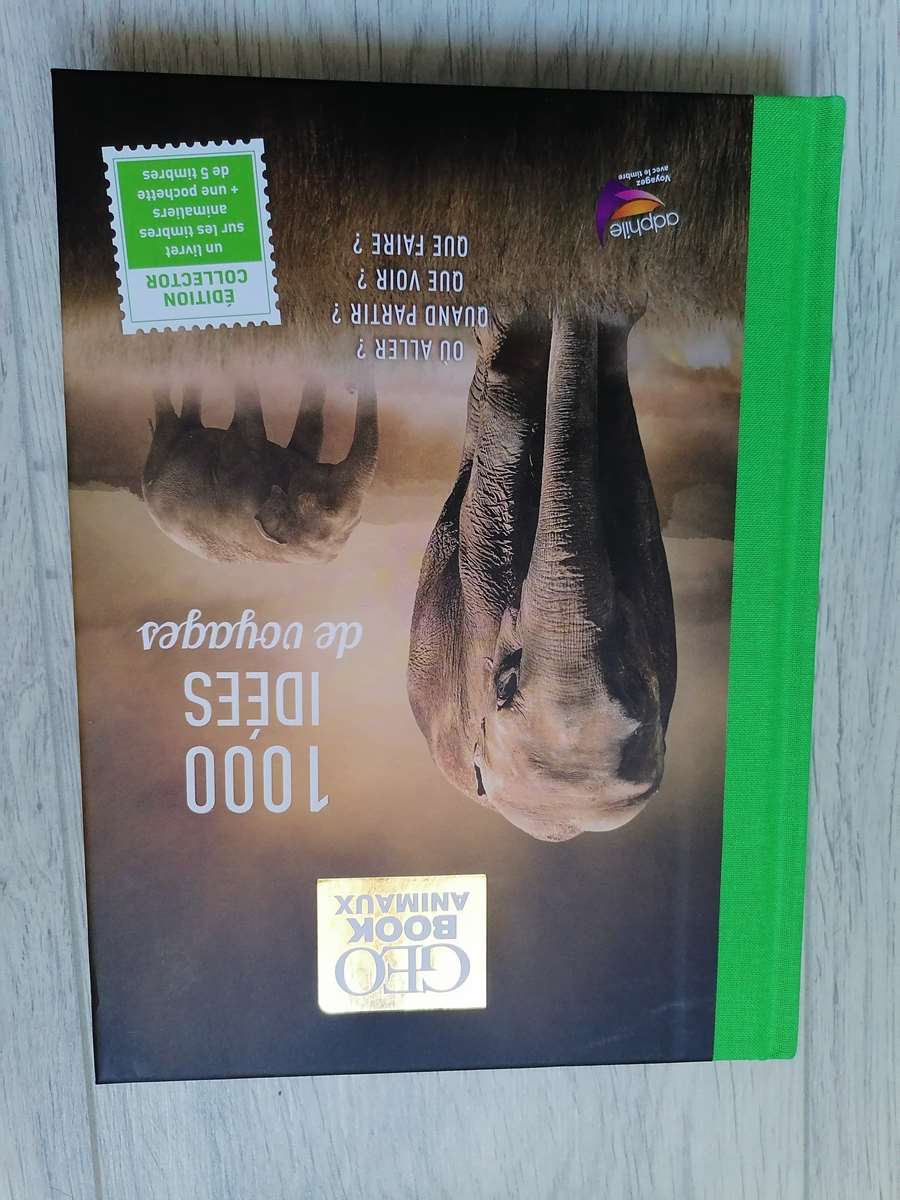 GEO
BOOK
ANIMAUX
1000
IDÉES
de voyages
OÙ ALLER ?
QUAND PARTIR ?
QUE VOIR ?
QUE FAIRE ?
adphile
Voyagez
avec le timbre
ÉDITION
COLLECTOR
un livret
sur les timbres
animaliers
+ une pochette
de 5 timbres